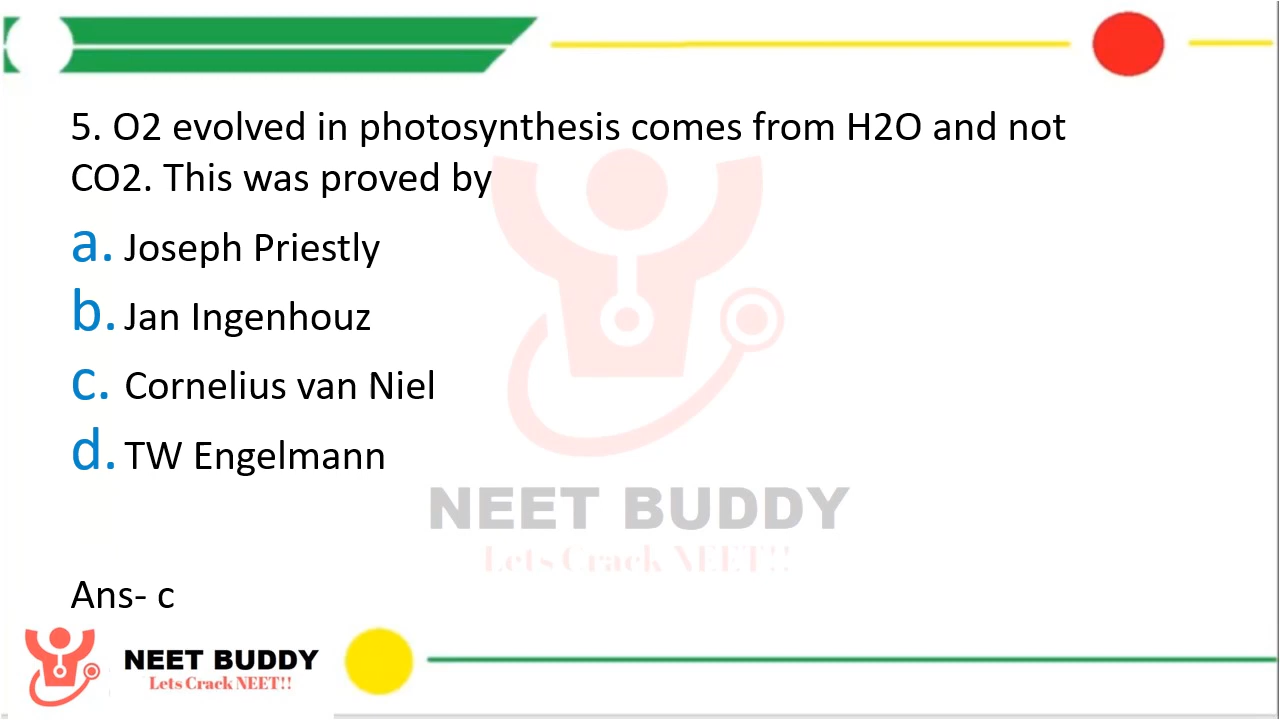 5. O2 evolved in photosynthesis comes from H2O and not
CO2. This was proved by
a. Joseph Priestly
b. Jan Ingenhouz
c. Cornelius van Niel
d. TW Engelmann
NEET BUDDY
Lets Crack NEET!!
Ans- c
NEET BUDDY
Lets Crack NEET!!